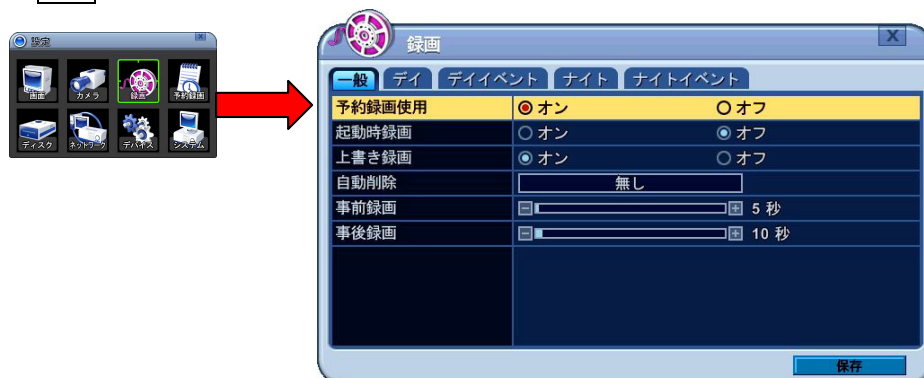 設定
画面 カメラ 録画 予約録画
ディスク ネットワーク デバイス システム
録画
一般 デイ デイイベント ナイト ナイトイベント
予約録画使用 オン オフ
起動時録画 オン オフ
上書き録画 オン オフ
自動削除 無し
事前録画 5 秒
事後録画 10 秒
保存